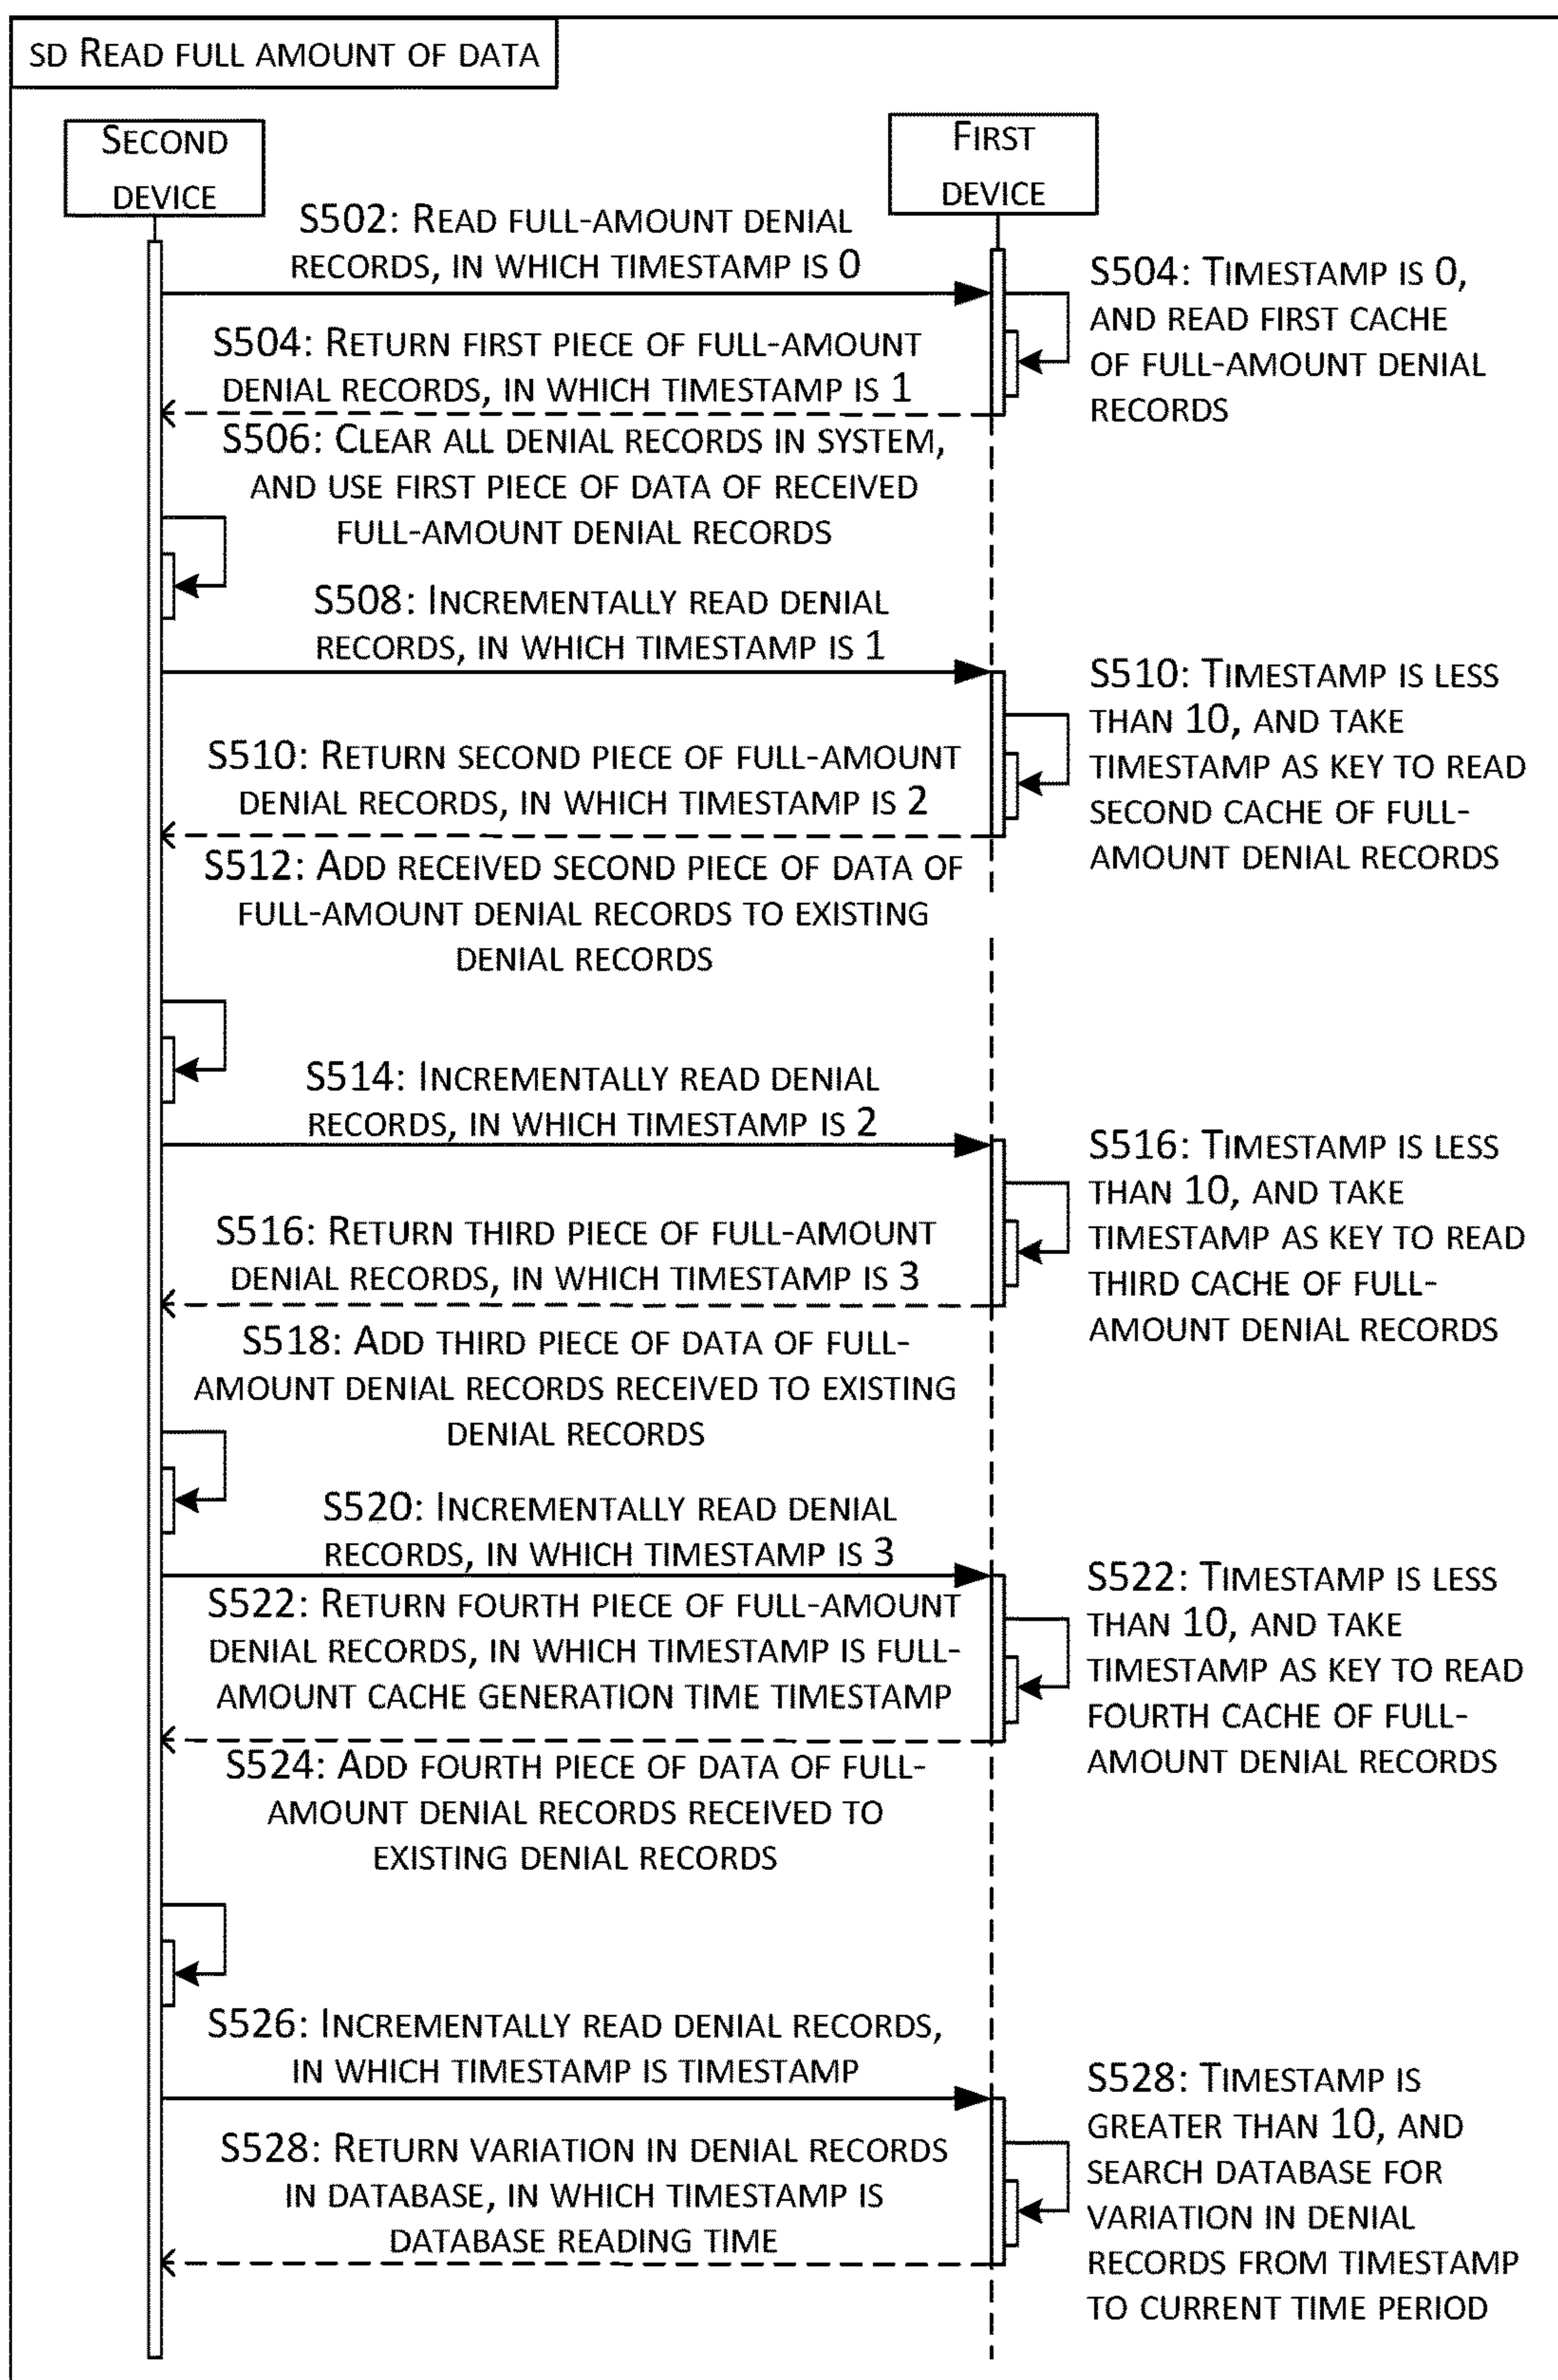 SD READ FULL AMOUNT OF DATA
SECOND
DEVICE
FIRST
DEVICE
S502: READ FULL-AMOUNT DENIAL
RECORDS, IN WHICH TIMESTAMP IS 0
S504: TIMESTAMP IS 0,
AND READ FIRST CACHE
OF FULL-AMOUNT DENIAL
RECORDS
S504: RETURN FIRST PIECE OF FULL-AMOUNT
DENIAL RECORDS, IN WHICH TIMESTAMP IS 1
S506: CLEAR ALL DENIAL RECORDS IN SYSTEM,
AND USE FIRST PIECE OF DATA OF RECEIVED
FULL-AMOUNT DENIAL RECORDS
S508: INCREMENTALLY READ DENIAL
RECORDS, IN WHICH TIMESTAMP IS 1
S510: TIMESTAMP IS LESS
THAN 10, AND TAKE
TIMESTAMP AS KEY TO READ
SECOND CACHE OF FULL-
AMOUNT DENIAL RECORDS
S510: RETURN SECOND PIECE OF FULL-AMOUNT
DENIAL RECORDS, IN WHICH TIMESTAMP IS 2
S512: ADD RECEIVED SECOND PIECE OF DATA OF
FULL-AMOUNT DENIAL RECORDS TO EXISTING
DENIAL RECORDS
S514: INCREMENTALLY READ DENIAL
RECORDS, IN WHICH TIMESTAMP IS 2
S516: TIMESTAMP IS LESS
THAN 10, AND TAKE
TIMESTAMP AS KEY TO READ
THIRD CACHE OF FULL-
AMOUNT DENIAL RECORDS
S516: RETURN THIRD PIECE OF FULL-AMOUNT
DENIAL RECORDS, IN WHICH TIMESTAMP IS 3
S518: ADD THIRD PIECE OF DATA OF FULL-
AMOUNT DENIAL RECORDS RECEIVED TO EXISTING
DENIAL RECORDS
S520: INCREMENTALLY READ DENIAL
RECORDS, IN WHICH TIMESTAMP IS 3
S522: TIMESTAMP IS LESS
THAN 10, AND TAKE
TIMESTAMP AS KEY TO READ
FOURTH CACHE OF FULL-
AMOUNT DENIAL RECORDS
S522: RETURN FOURTH PIECE OF FULL-AMOUNT
DENIAL RECORDS, IN WHICH TIMESTAMP IS FULL-
AMOUNT CACHE GENERATION TIME TIMESTAMP
S524: ADD FOURTH PIECE OF DATA OF FULL-
AMOUNT DENIAL RECORDS RECEIVED TO
EXISTING DENIAL RECORDS
S526: INCREMENTALLY READ DENIAL RECORDS,
IN WHICH TIMESTAMP IS TIMESTAMP
S528: TIMESTAMP IS
GREATER THAN 10, AND
SEARCH DATABASE FOR
VARIATION IN DENIAL
RECORDS FROM TIMESTAMP
TO CURRENT TIME PERIOD
S528: RETURN VARIATION IN DENIAL RECORDS
IN DATABASE, IN WHICH TIMESTAMP IS
DATABASE READING TIME